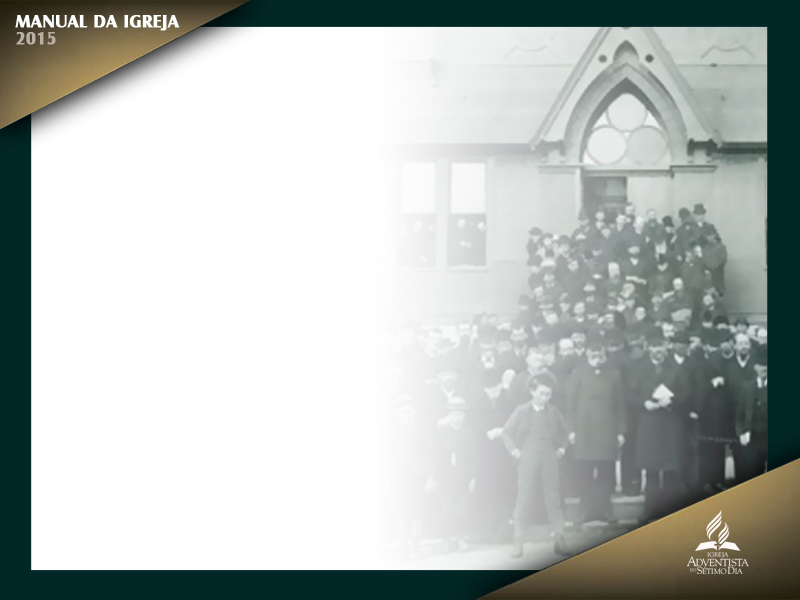 MANUAL DA IGREJA
2015
IGREJA
ADVENTISTA
DO SÉTIMO DIA